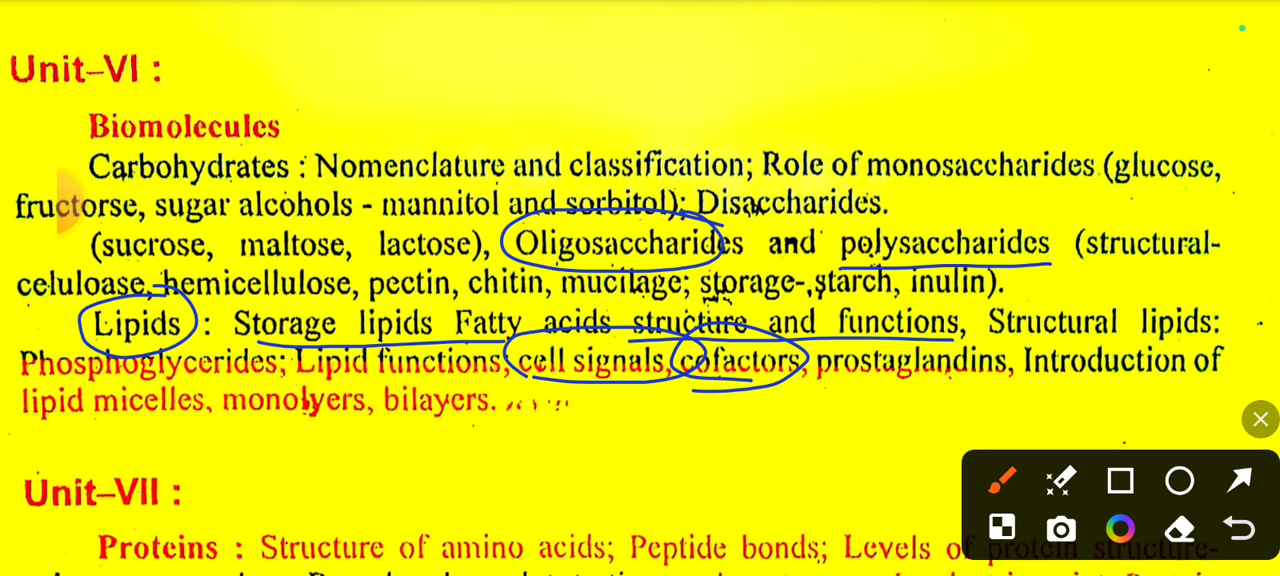 Unit–VI :
Biomolecules
Carbohydrates : Nomenclature and classification; Role of monosaccharides (glucose,
fructorse, sugar alcohols - mannitol and sorbitol); Disaccharides.
(sucrose, maltose, lactose), Oligosaccharides and polysaccharides (structural-
celuloase, hemicellulose, pectin, chitin, mucilage; storage-, starch, inulin).
Lipids : Storage lipids Fatty acids structure and functions, Structural lipids:
Phosphoglycerides; Lipid functions; cell signals, cofactors, prostaglandins, Introduction of
lipid micelles, monolyers, bilayers.
Unit–VII :
Proteins : Structure of amino acids; Peptide bonds; Levels of protein structure-